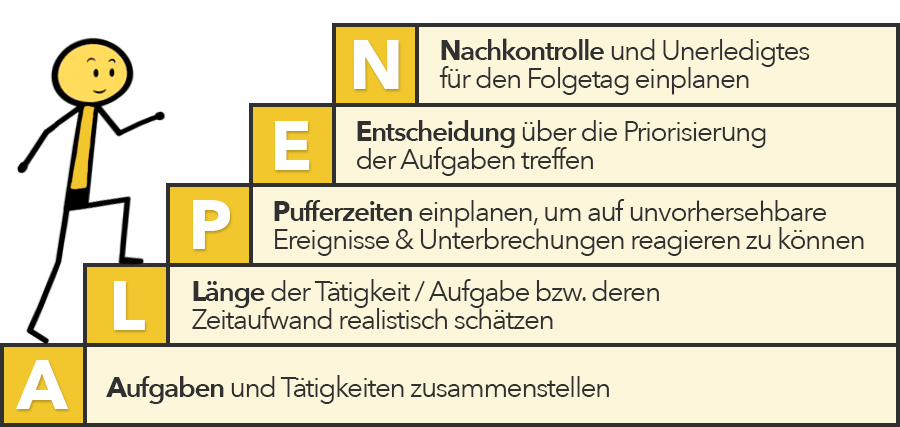 N
Nachkontrolle und Unerledigtes
für den Folgetag einplanen
E
Entscheidung über die Priorisierung
der Aufgaben treffen
P
Pufferzeiten einplanen, um auf unvorhersehbare
Ereignisse & Unterbrechungen reagieren zu können
L
Länge der Tätigkeit / Aufgabe bzw. deren
Zeitaufwand realistisch schätzen
A
Aufgaben und Tätigkeiten zusammenstellen